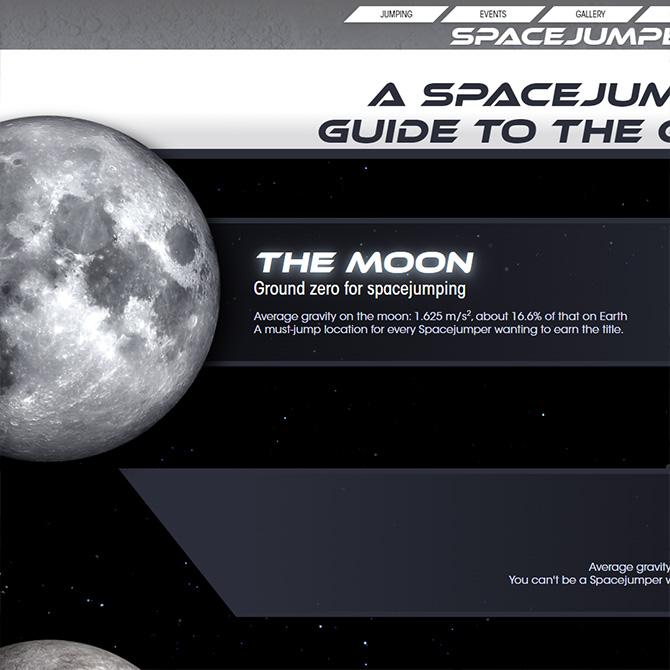 JUMPING EVENTS GALLERY
SPACEJUMPE
A SPACEJUM
GUIDE TO THE
THE MOON
Ground zero for spacejumping
Average gravity on the moon: 1.625 m/s², about 16.6% of that on Earth
A must-jump location for every Spacejumper wanting to earn the title.
Average gravity
You can't be a Spacejumper w